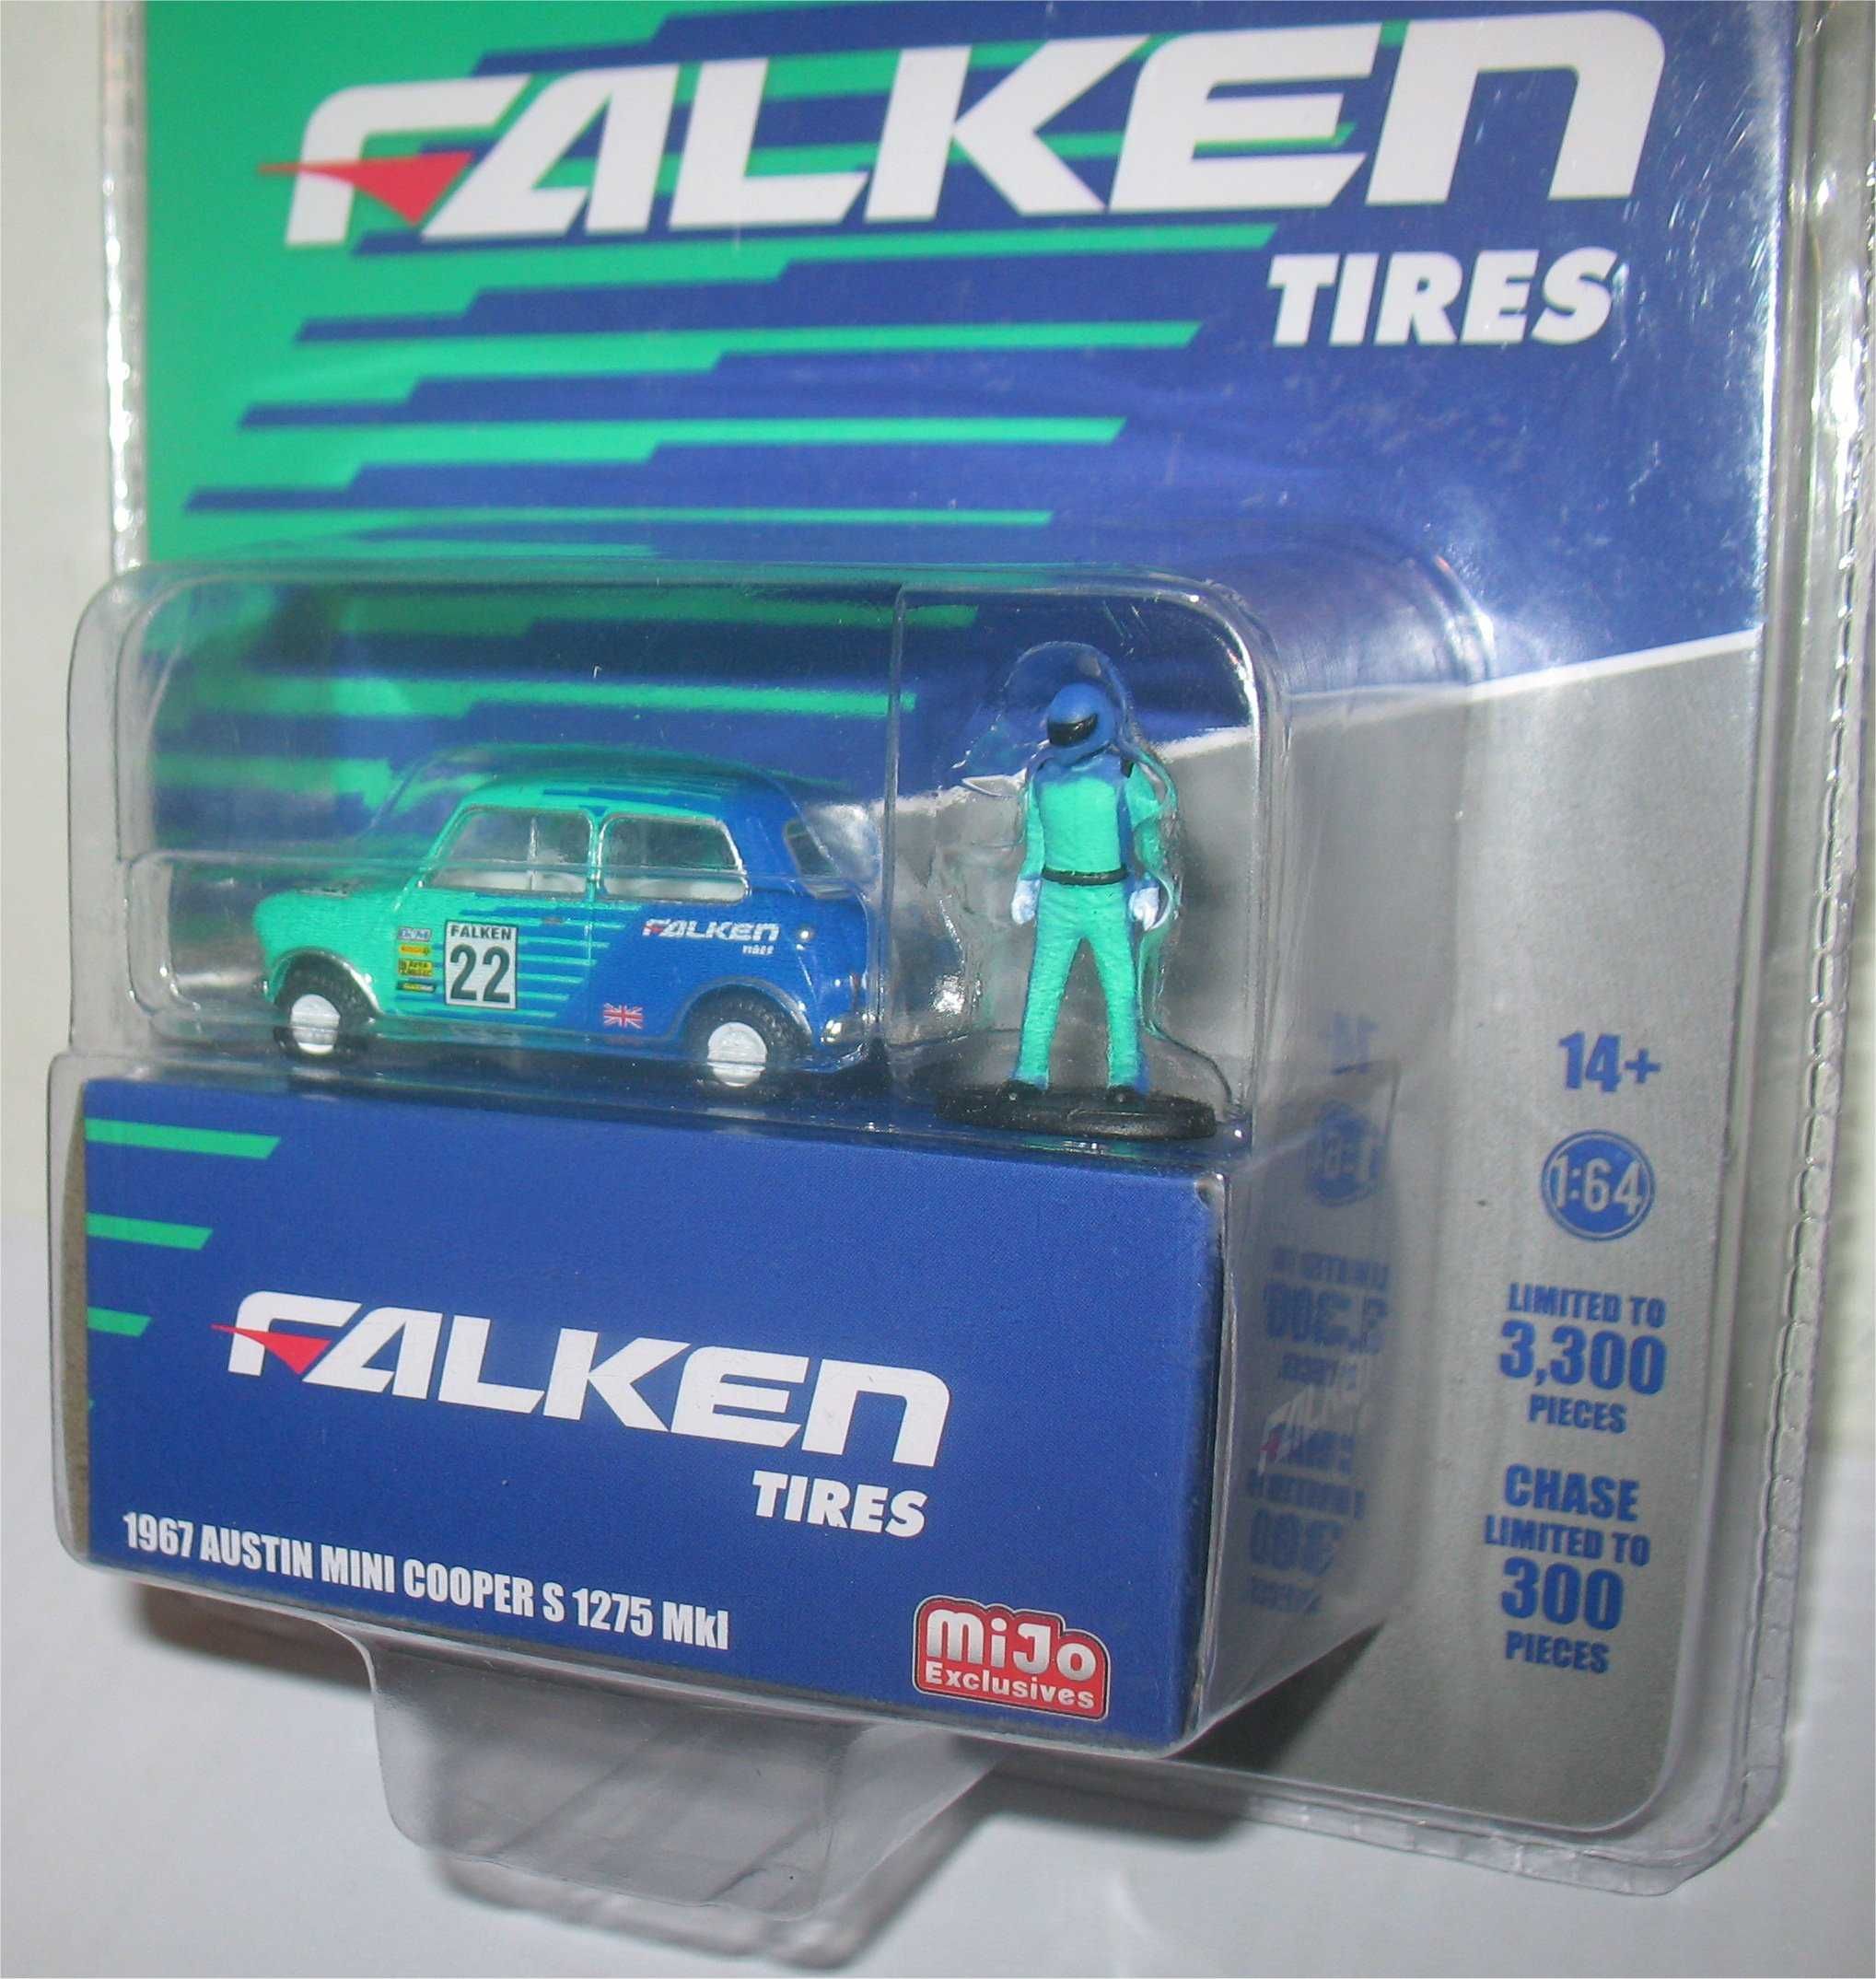 FALKEN
TIRES
FALKEN
22
FALKEN
TIRES
14+
1:64
LIMITED TO
3,300
PIECES
CHASE
LIMITED TO
300
PIECES
FALKEN
TIRES
1967 AUSTIN MINI COOPER S 1275 MkI
MiJo
Exclusives